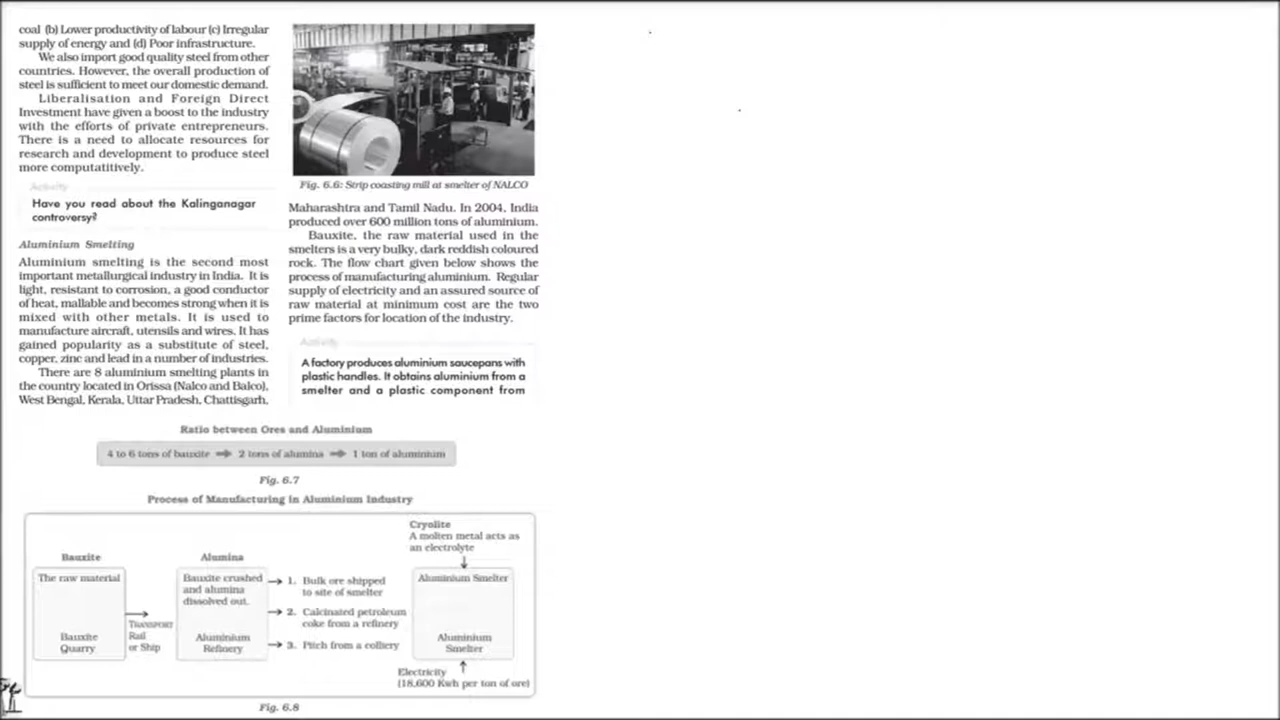 coal (b) Lower productivity of labour (c) Irregular
supply of energy and (d) Poor infrastructure.
We also import good quality steel from other
countries. However, the overall production of
steel is sufficient to meet our domestic demand.
Liberalisation and Foreign Direct
Investment have given a boost to the industry
with the efforts of private entrepreneurs.
There is a need to allocate resources for
research and development to produce steel
more computatitively.
Activity
Have you read about the Kalinganagar
controversy?
Aluminium Smelting
Aluminium smelting is the second most
important metallurgical industry in India. It is
light, resistant to corrosion, a good conductor
of heat, mallable and becomes strong when it is
mixed with other metals. It is used to
manufacture aircraft, utensils and wires. It has
gained popularity as a substitute of steel,
copper, zinc and lead in a number of industries.
There are 8 aluminium smelting plants in
the country located in Orissa (Nalco and Balco),
West Bengal, Kerala, Uttar Pradesh, Chattisgarh,
Fig. 6.6: Strip coasting mill at smelter of NALCO
Maharashtra and Tamil Nadu. In 2004, India
produced over 600 million tons of aluminium.
Bauxite, the raw material used in the
smelters is a very bulky, dark reddish coloured
rock. The flow chart given below shows the
process of manufacturing aluminium. Regular
supply of electricity and an assured source of
raw material at minimum cost are the two
prime factors for location of the industry.
Activity
A factory produces aluminium saucepans with
plastic handles. It obtains aluminium from a
smelter and a plastic component from
Ratio between Ores and Aluminium
4 to 6 tons of bauxite → 2 tons of alumina → 1 ton of aluminium
Fig. 6.7
Process of Manufacturing in Aluminium Industry
Bauxite
The raw material
Bauxite
Quarry
TRANSPORT
Rail
or Ship
Alumina
Bauxite crushed
and alumina
dissolved out.
Aluminium
Refinery
1. Bulk ore shipped
to site of smelter
2. Calcinated petroleum
coke from a refinery
3. Pitch from a colliery
Cryolite
A molten metal acts as
an electrolyte
Aluminium Smelter
Aluminium
Smelter
Electricity
(18,600 Kwh per ton of ore)
Fig. 6.8